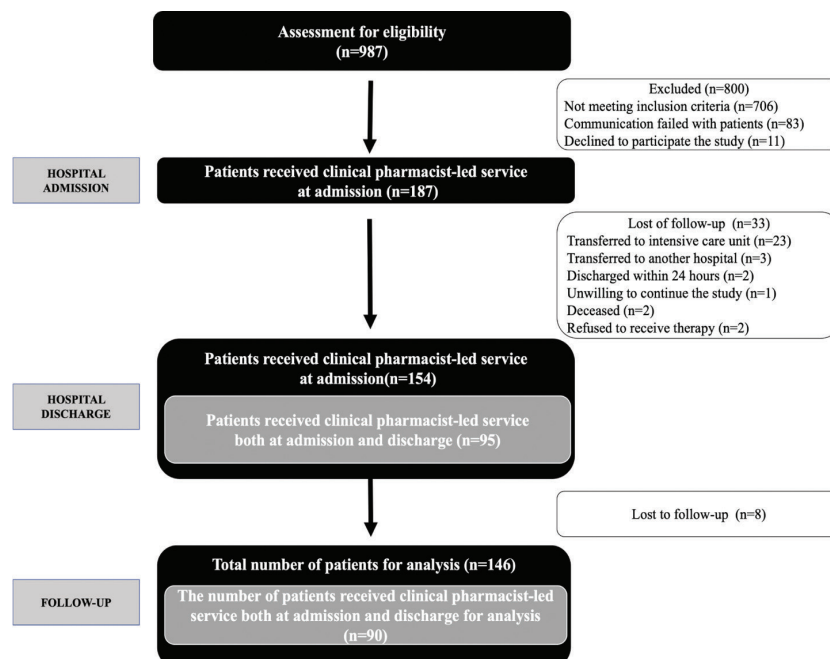 Assessment for eligibility
(n=987)
Excluded (n=800)
Not meeting inclusion criteria (n=706)
Communication failed with patients (n=83)
Declined to participate the study (n=11)
HOSPITAL
ADMISSION
Patients received clinical pharmacist-led service
at admission (n=187)
Lost of follow-up (n=33)
Transferred to intensive care unit (n=23)
Transferred to another hospital (n=3)
Discharged within 24 hours (n=2)
Unwilling to continue the study (n=1)
Deceased (n=2)
Refused to receive therapy (n=2)
HOSPITAL
DISCHARGE
Patients received clinical pharmacist-led service
at admission(n=154)
Patients received clinical pharmacist-led service
both at admission and discharge (n=95)
Lost to follow-up (n=8)
FOLLOW-UP
Total number of patients for analysis (n=146)
The number of patients received clinical pharmacist-led
service both at admission and discharge for analysis
(n=90)